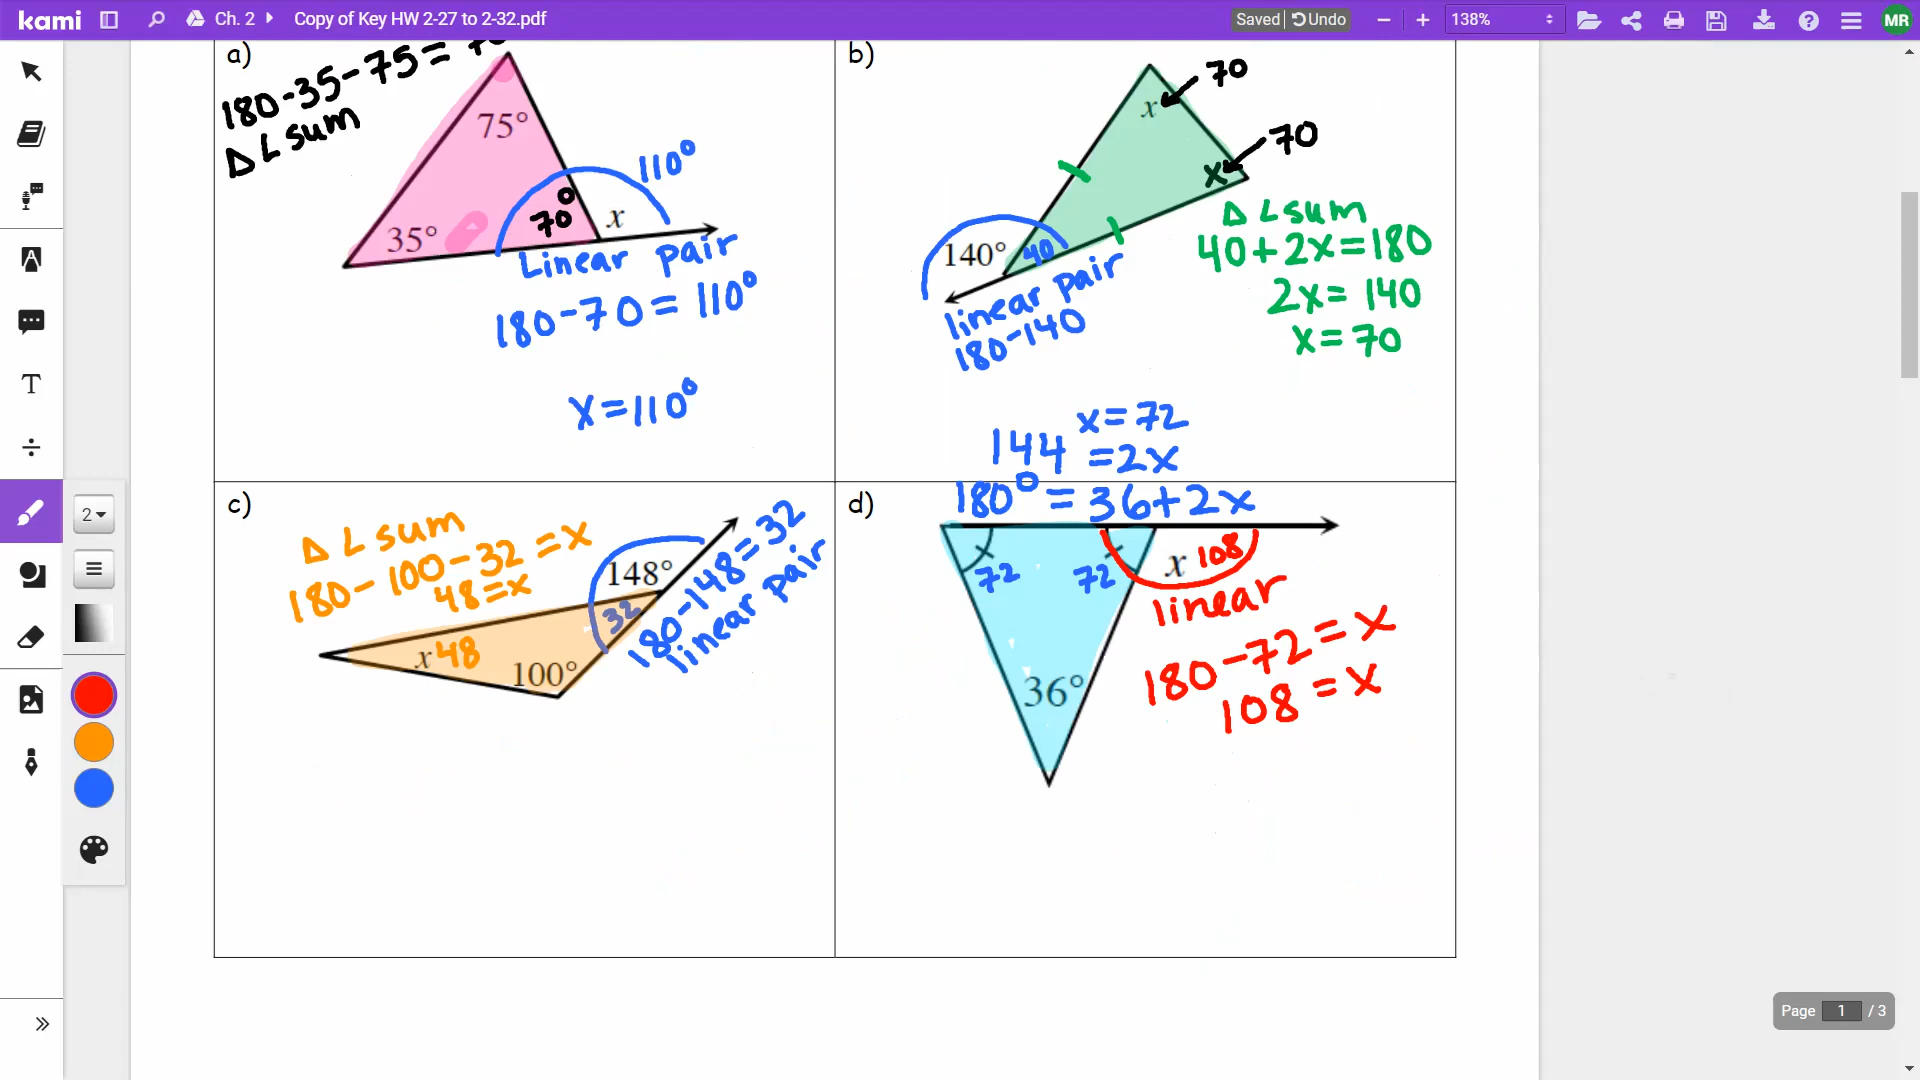 kami
Ch. 2
Copy of Key HW 2-27 to 2-32.pdf
Saved
Undo
138%
MR
a)
180-35-75=
Δ∠sum
75°
35°
70°
x
110°
Linear pair
180-70=110°
x=110°
b)
x
70
70
x
140°
40
linear pair
180-140
Δ∠sum
40+2x=180
2x=140
x=70
c)
Δ∠sum
180-100-32=x
48=x
148°
32
x 48
100°
180-148=32
linear pair
x=72
144=2x
180°=36+2x
d)
72
72
x
108
linear
36°
180-72=x
108=x
T
2
Page 1 / 3